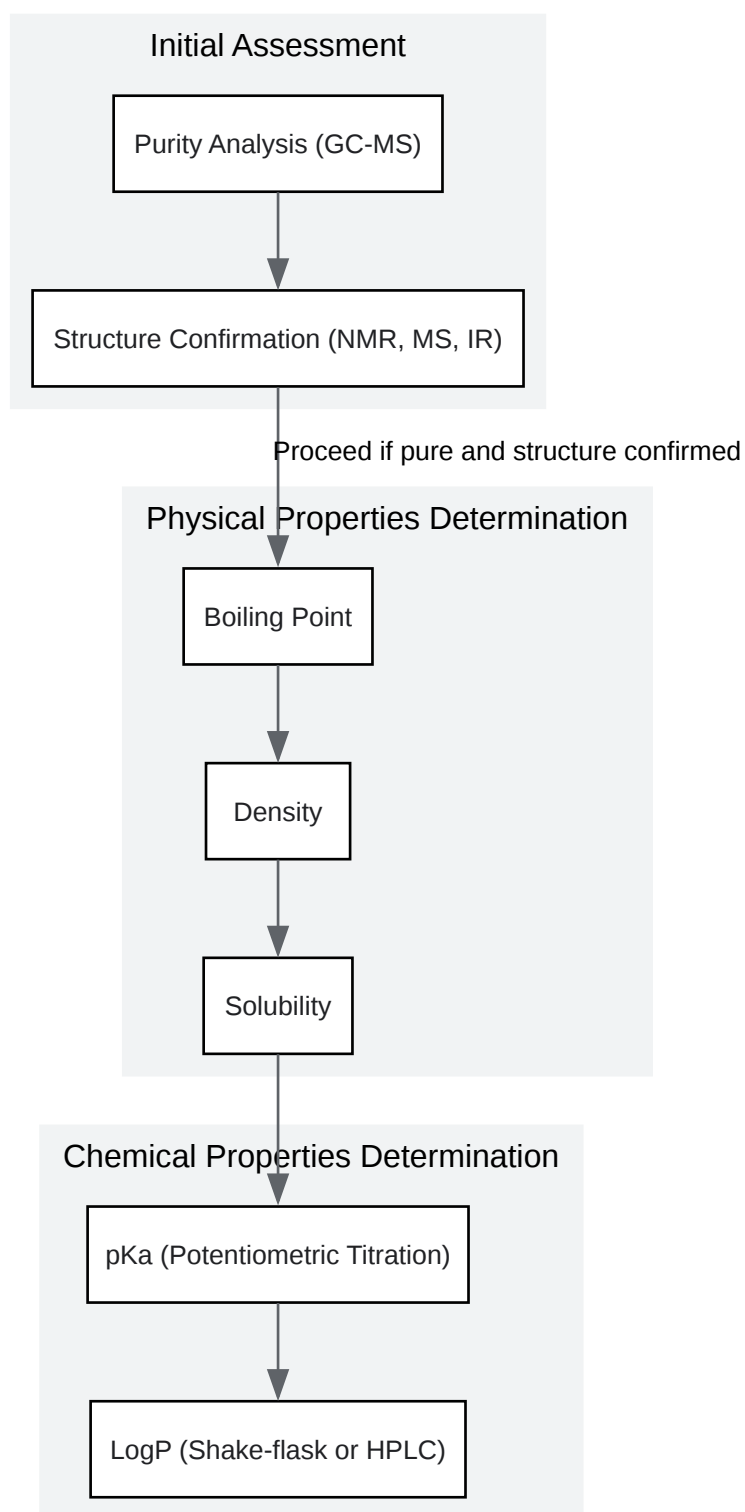 Initial Assessment
Purity Analysis (GC-MS)
Structure Confirmation (NMR, MS, IR)
Proceed if pure and structure confirmed
Physical Properties Determination
Boiling Point
Density
Solubility
Chemical Properties Determination
pKa (Potentiometric Titration)
LogP (Shake-flask or HPLC)